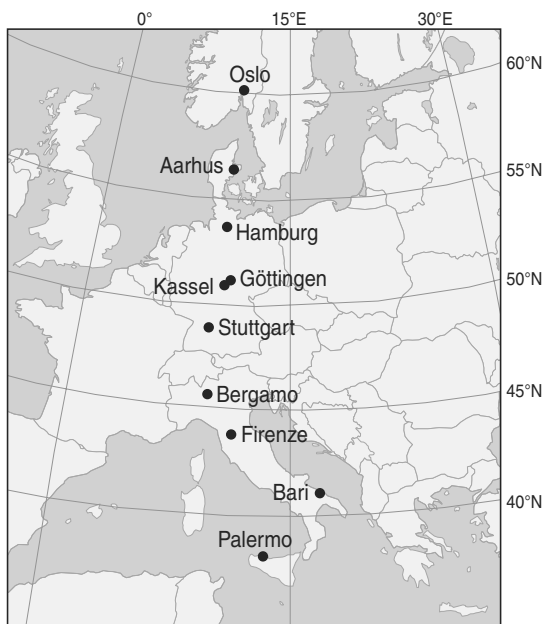 0° 15°E 30°E
60°N
Oslo
55°N
Aarhus
Hamburg
50°N
Göttingen
Kassel
Stuttgart
45°N
Bergamo
Firenze
40°N
Bari
Palermo